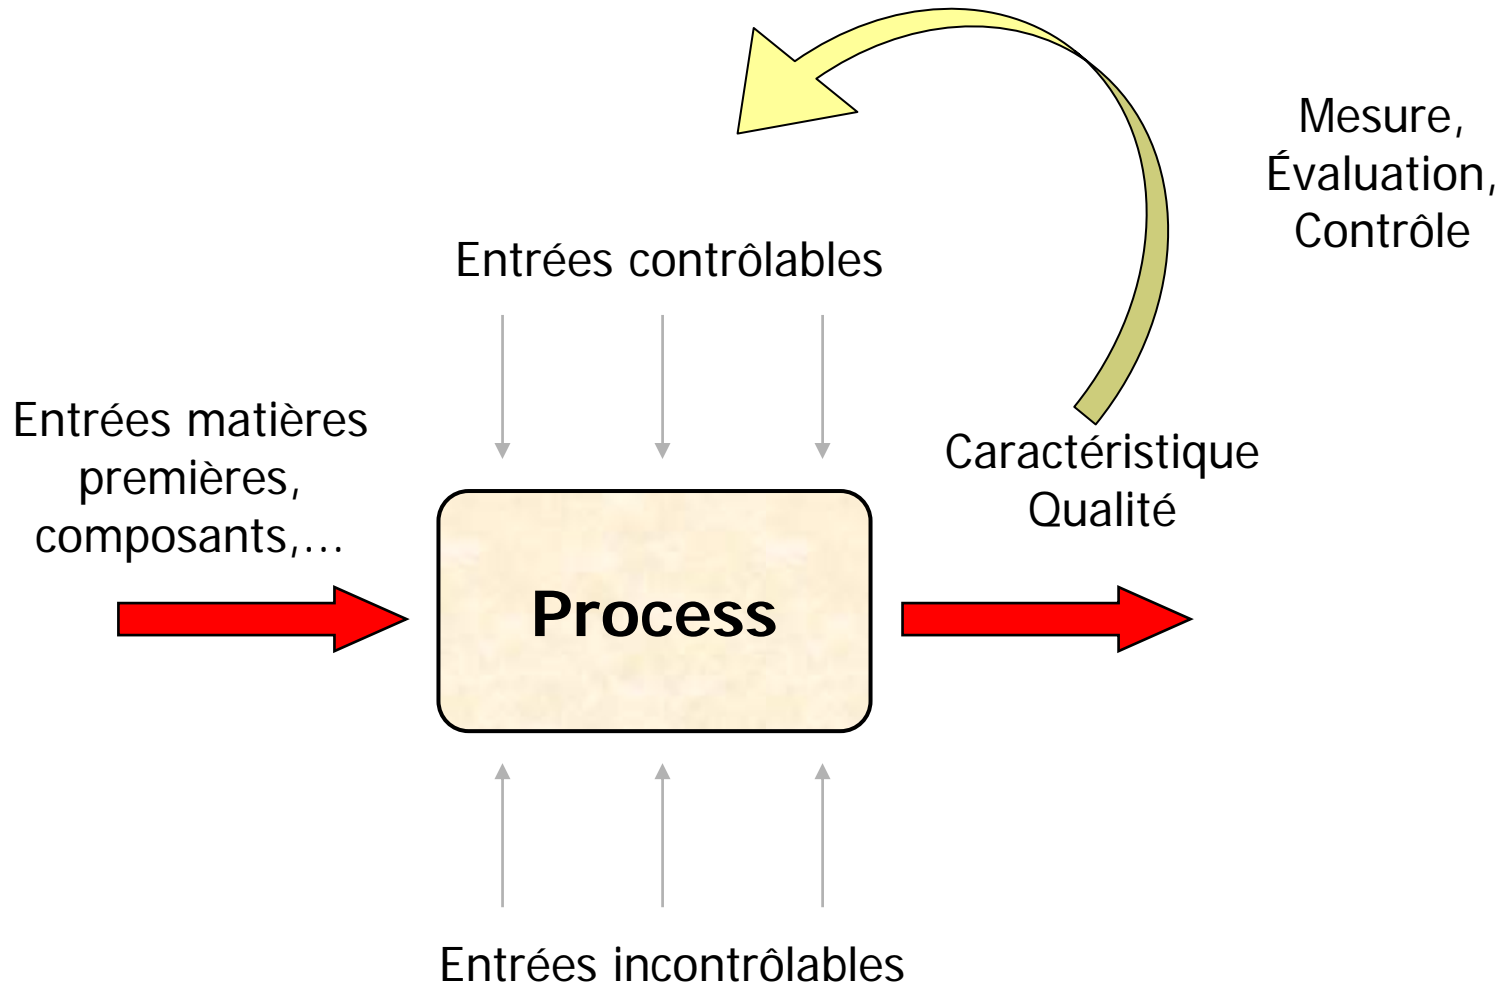 Mesure,
Évaluation,
Contrôle
Entrées contrôlables
Entrées matières
premières,
composants,...
Caractéristique
Qualité
Process
Entrées incontrôlables